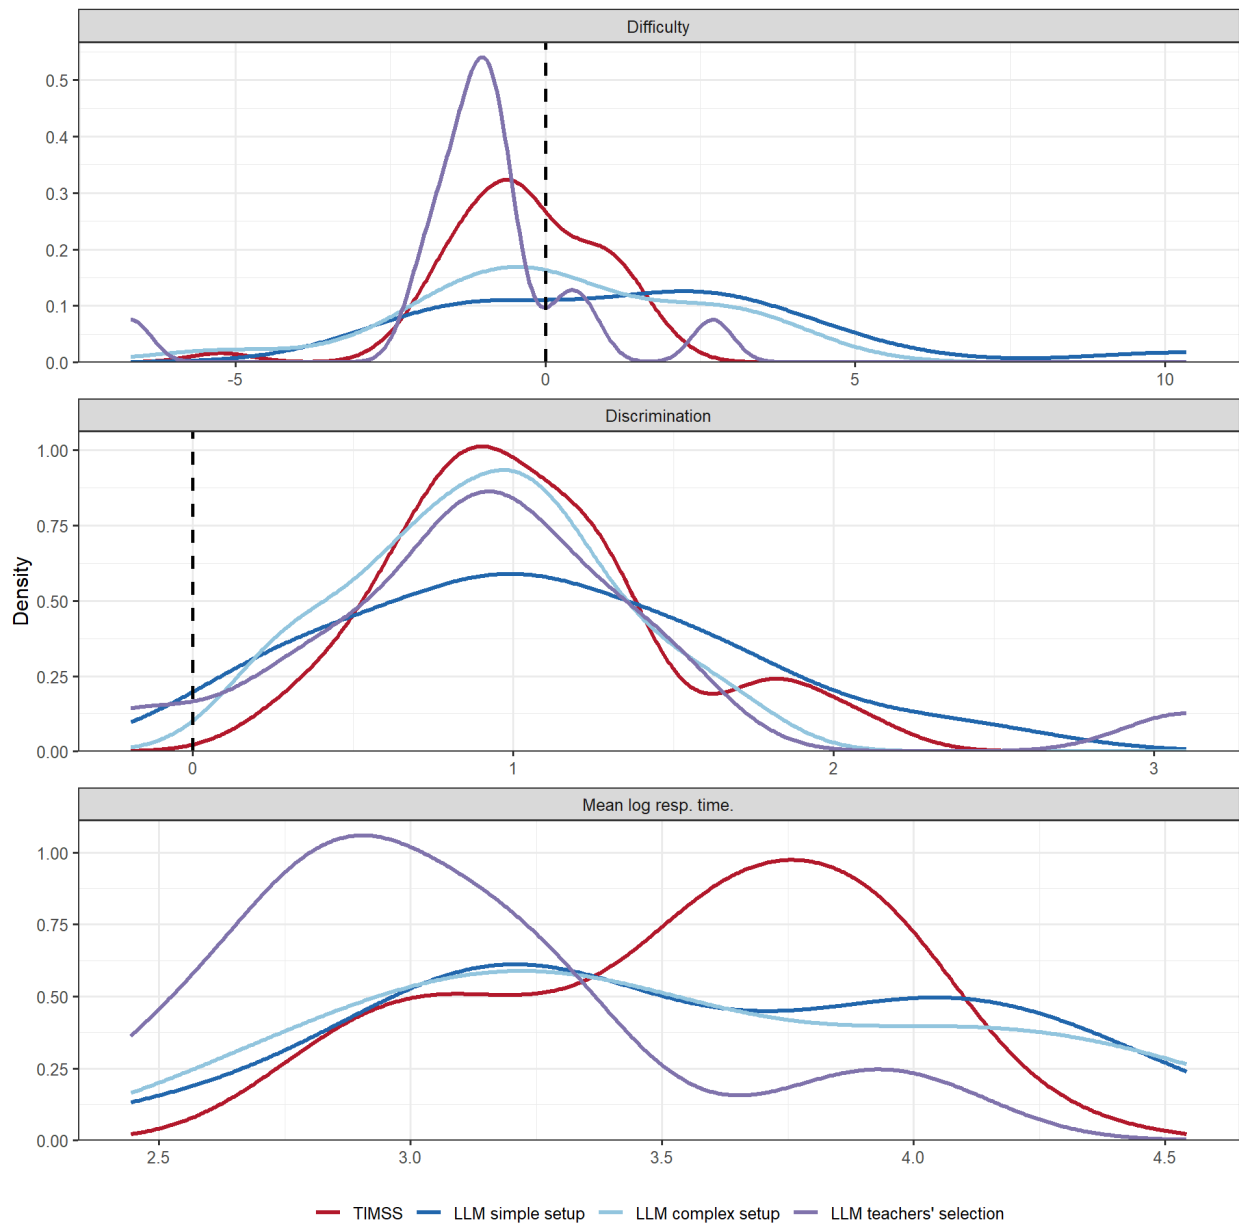 Difficulty
0.5
0.4
0.3
0.2
0.1
0.0
-5 0 5 10
Discrimination
1.00
0.75
0.50
0.25
0.00
0 1 2 3
Mean log resp. time.
1.00
0.75
0.50
0.25
0.00
2.5 3.0 3.5 4.0 4.5
Density
TIMSS LLM simple setup LLM complex setup LLM teachers' selection